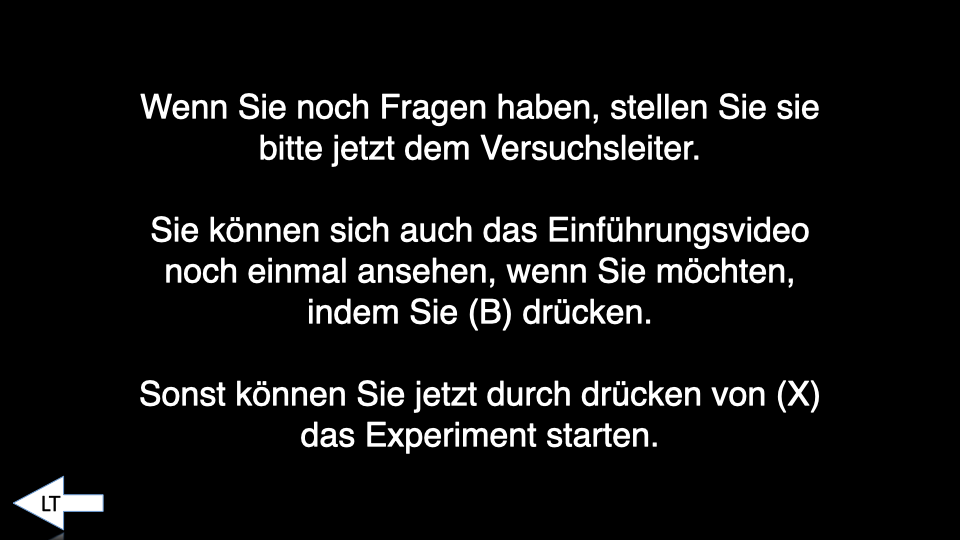 Wenn Sie noch Fragen haben, stellen Sie sie
bitte jetzt dem Versuchsleiter.
Sie können sich auch das Einführungsvideo
noch einmal ansehen, wenn Sie möchten,
indem Sie (B) drücken.
Sonst können Sie jetzt durch drücken von (X)
das Experiment starten.
LT